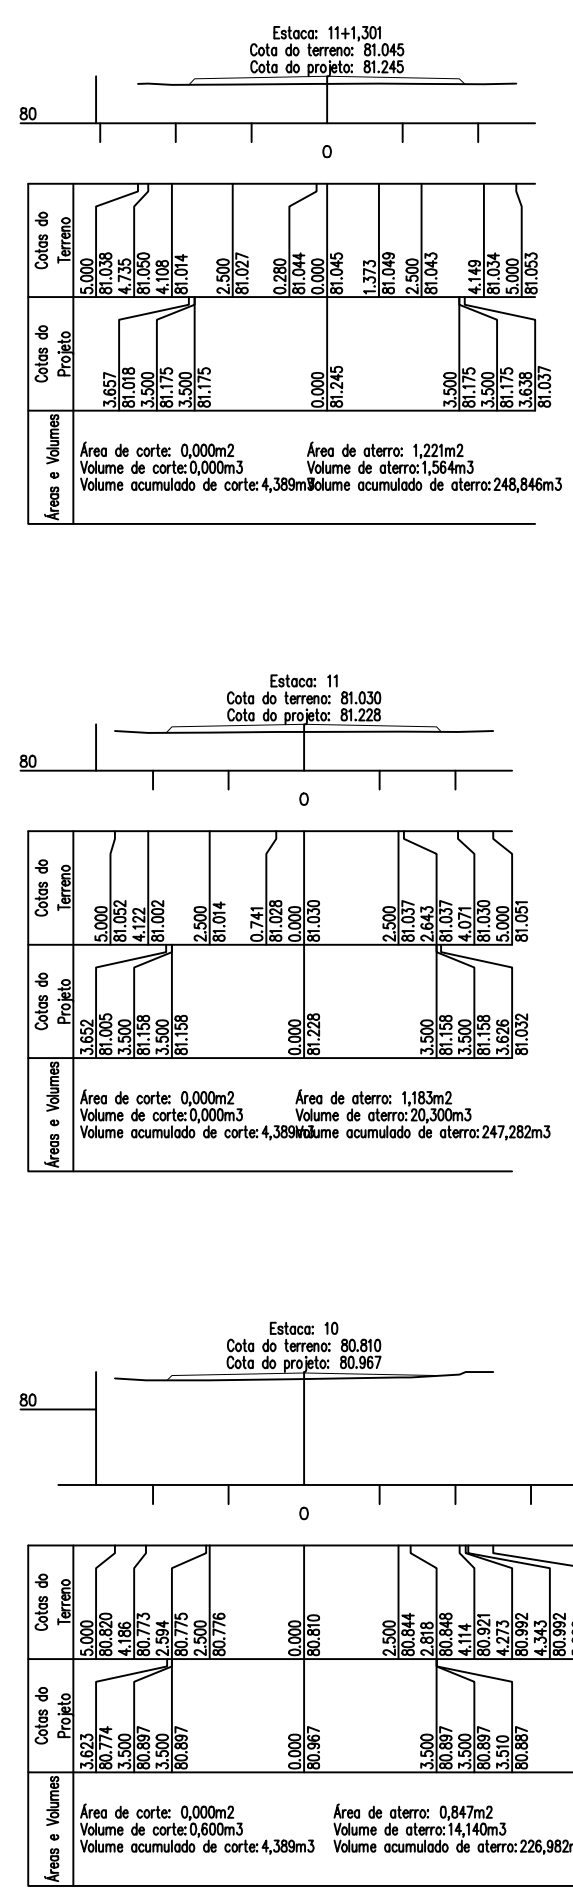 Estaca: 11+1,301
Cota do terreno: 81.045
Cota do projeto: 81.245
80
0
Cotas do
Terreno
5.000
81.038
4.735
81.050
4.108
81.014
2.500
81.027
0.280
81.044
0.000
81.045
1.373
81.049
2.500
81.043
4.149
81.034
5.000
81.053
Cotas do
Projeto
3.657
81.018
3.500
81.175
3.500
81.175
0.000
81.245
3.500
81.175
3.500
81.175
3.638
81.037
Áreas e Volumes
Área de corte: 0,000m2
Área de aterro: 1,221m2
Volume de corte: 0,000m3
Volume de aterro: 1,564m3
Volume acumulado de corte: 4,389m3
Volume acumulado de aterro: 248,846m3
Estaca: 11
Cota do terreno: 81.030
Cota do projeto: 81.228
80
0
Cotas do
Terreno
5.000
81.052
4.122
81.002
2.500
81.014
0.741
81.028
0.000
81.030
2.500
81.037
2.643
81.037
4.071
81.030
5.000
81.051
Cotas do
Projeto
3.652
81.005
3.500
81.158
3.500
81.158
0.000
81.228
3.500
81.158
3.500
81.158
3.626
81.032
Áreas e Volumes
Área de corte: 0,000m2
Área de aterro: 1,183m2
Volume de corte: 0,000m3
Volume de aterro: 20,300m3
Volume acumulado de corte: 4,389m3
Volume acumulado de aterro: 247,282m3
Estaca: 10
Cota do terreno: 80.810
Cota do projeto: 80.967
80
0
Cotas do
Terreno
5.000
80.820
4.186
80.773
2.594
80.775
2.500
80.776
0.000
80.810
2.500
80.844
2.818
80.848
4.114
80.921
4.273
80.992
4.343
80.992
Cotas do
Projeto
3.623
80.774
3.500
80.897
3.500
80.897
0.000
80.967
3.500
80.897
3.500
80.897
3.510
80.887
Áreas e Volumes
Área de corte: 0,000m2
Área de aterro: 0,847m2
Volume de corte: 0,600m3
Volume de aterro: 14,140m3
Volume acumulado de corte: 4,389m3
Volume acumulado de aterro: 226,982m